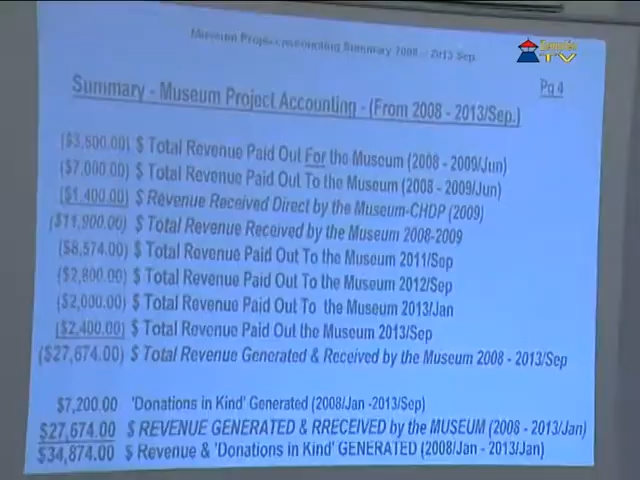 Museum Project Accounting Summary 2008 - 2013 Sep
TV
Pg 4
Summary - Museum Project Accounting - (From 2008 - 2013/Sep.)
($3,500.00) $ Total Revenue Paid Out For the Museum (2008 - 2009/Jun)
($7,000.00) $ Total Revenue Paid Out To the Museum (2008 - 2009/Jun)
($1,400.00) $ Revenue Received Direct by the Museum-CHDP (2009)
($11,900.00) $ Total Revenue Received by the Museum 2008-2009
($8,574.00) $ Total Revenue Paid Out To the Museum 2011/Sep
($2,800.00) $ Total Revenue Paid Out To the Museum 2012/Sep
($2,000.00) $ Total Revenue Paid Out To the Museum 2013/Jan
($2,400.00) $ Total Revenue Paid Out the Museum 2013/Sep
($27,674.00) $ Total Revenue Generated & Received by the Museum 2008 - 2013/Sep
$7,200.00 'Donations in Kind' Generated (2008/Jan -2013/Sep)
$27,674.00 $ REVENUE GENERATED & RRECEIVED by the MUSEUM (2008 - 2013/Jan)
$34,874.00 $ Revenue & 'Donations in Kind' GENERATED (2008/Jan - 2013/Jan)